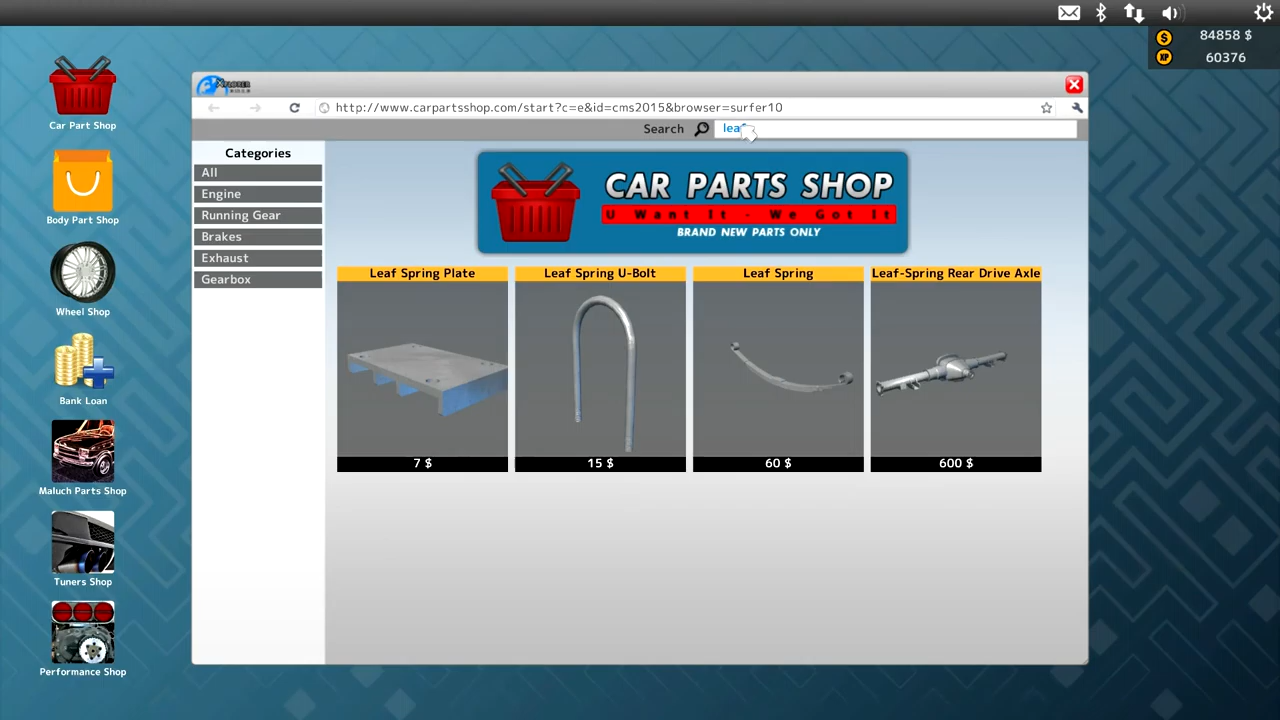 84858 $
60376
Car Part Shop
Body Part Shop
Wheel Shop
Bank Loan
Maluch Parts Shop
Tuners Shop
Performance Shop
http://www.carpartsshop.com/start?c=e&id=cms2015&browser=surfer10
Search
leaf
Categories
All
Engine
Running Gear
Brakes
Exhaust
Gearbox
CAR PARTS SHOP
U Want It - We Got It
BRAND NEW PARTS ONLY
Leaf Spring Plate
7 $
Leaf Spring U-Bolt
15 $
Leaf Spring
60 $
Leaf-Spring Rear Drive Axle
600 $